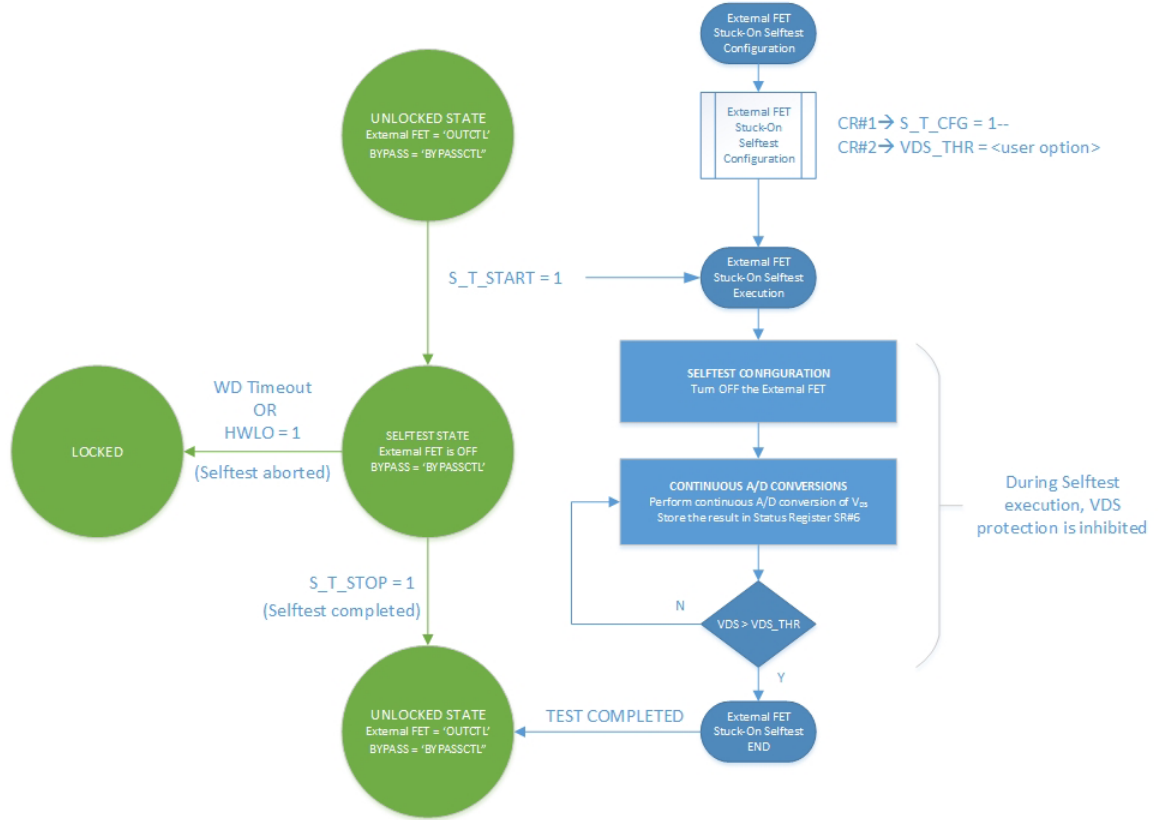 External FET
Stuck-On Selftest
Configuration
UNLOCKED STATE
External FET = 'OUTCTL'
BYPASS = 'BYPASSCTL"
External FET
Stuck-On
Selftest
Configuration
CR#1→ S_T_CFG = 1--
CR#2→ VDS_THR = <user option>
S_T_START = 1
External FET
Stuck-On Selftest
Execution
SELFTEST CONFIGURATION
Turn OFF the External FET
WD Timeout
OR
HWLO = 1
(Selftest aborted)
LOCKED
SELFTEST STATE
External FET is OFF
BYPASS = 'BYPASSCTL'
CONTINUOUS A/D CONVERSIONS
Perform continuous A/D conversion of VDS
Store the result in Status Register SR#6
During Selftest
execution, VDS
protection is inhibited
S_T_STOP = 1
(Selftest completed)
N
VDS > VDS_THR
Y
UNLOCKED STATE
External FET = 'OUTCTL'
BYPASS = 'BYPASSCTL"
TEST COMPLETED
External FET
Stuck-On Selftest
END